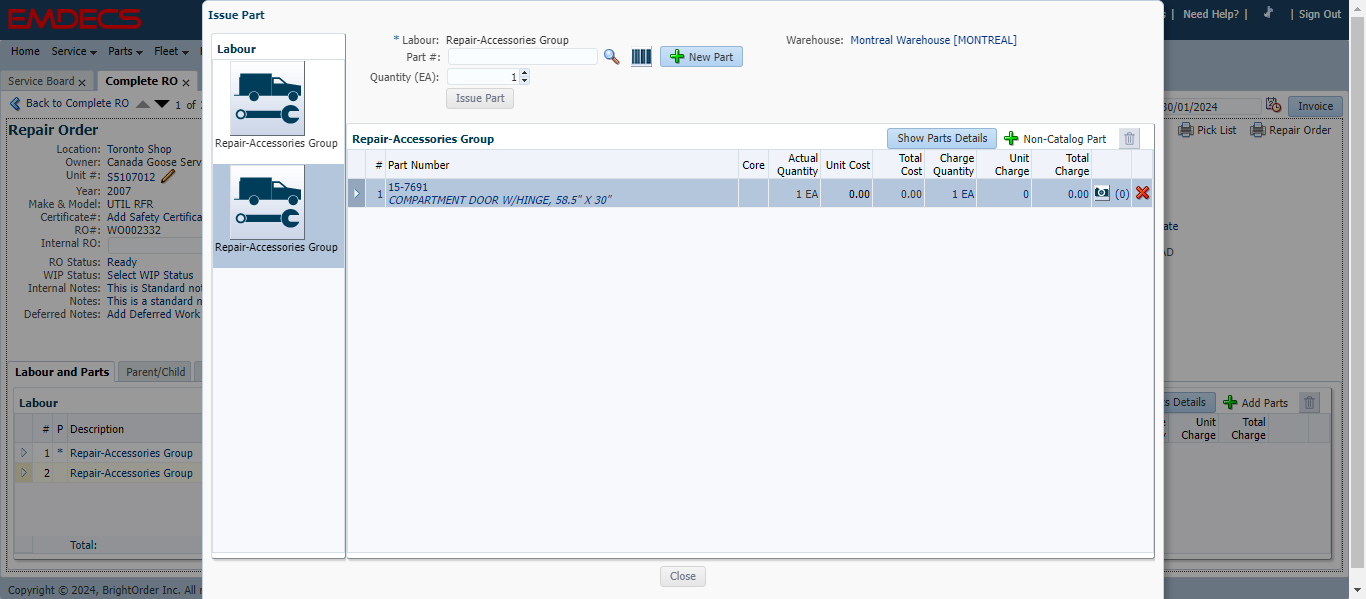 EMDECS
Need Help? |
| Sign Out
Home Service Parts Fleet
Service Board x
Complete RO x
Back to Complete RO
1 of
30/01/2024
Invoice
Pick List
Repair Order
Repair Order
Location: Toronto Shop
Owner: Canada Goose Serv
Unit #: S5107012
Year: 2007
Make & Model: UTIL RFR
Certificate#: Add Safety Certifica
RO#: WO002332
Internal RO:
RO Status: Ready
WIP Status: Select WIP Status
Internal Notes: This is Standard not
Notes: This is a standard n
Deferred Notes: Add Deferred Work
Labour and Parts
Parent/Child
Labour
# P Description
1 * Repair-Accessories Group
2 Repair-Accessories Group
Total:
Copyright © 2024, BrightOrder Inc. All
Issue Part
Labour
Repair-Accessories Group
Repair-Accessories Group
* Labour: Repair-Accessories Group
Warehouse: Montreal Warehouse [MONTREAL]
Part #:
New Part
Quantity (EA): 1
Issue Part
Repair-Accessories Group
Show Parts Details
Non-Catalog Part
# Part Number Core Actual Quantity Unit Cost Total Cost Charge Quantity Unit Charge Total Charge
1 15-7691 1 EA 0.00 0.00 1 EA 0 0.00 (0)
COMPARTMENT DOOR W/HINGE, 58.5" X 30"
Close
ate
AD
s Details
Add Parts
Unit Charge Total Charge